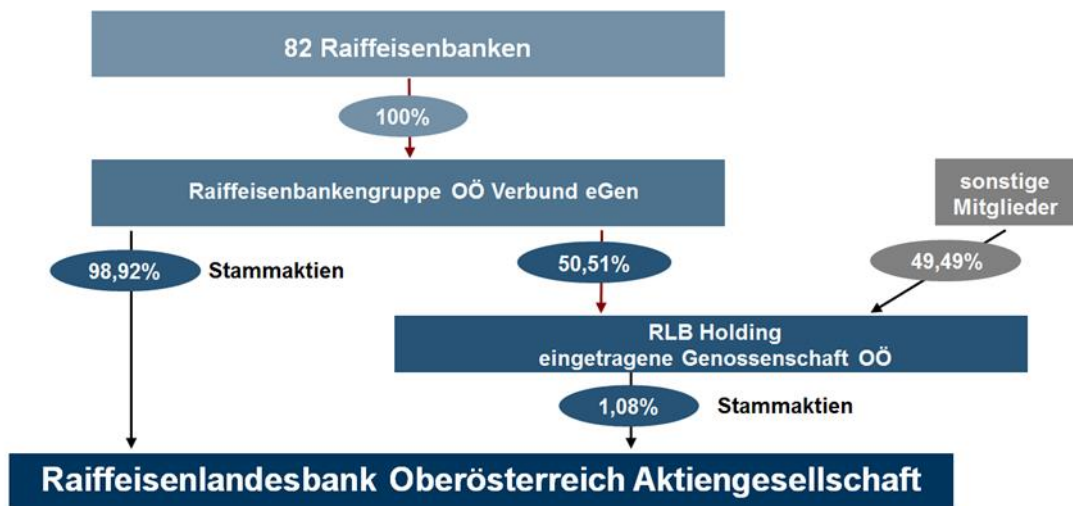 82 Raiffeisenbanken
100%
Raiffeisenbankengruppe OÖ Verbund eGen
sonstige
Mitglieder
98,92%
Stammaktien
50,51%
49,49%
RLB Holding
eingetragene Genossenschaft OÖ
1,08%
Stammaktien
Raiffeisenlandesbank Oberösterreich Aktiengesellschaft